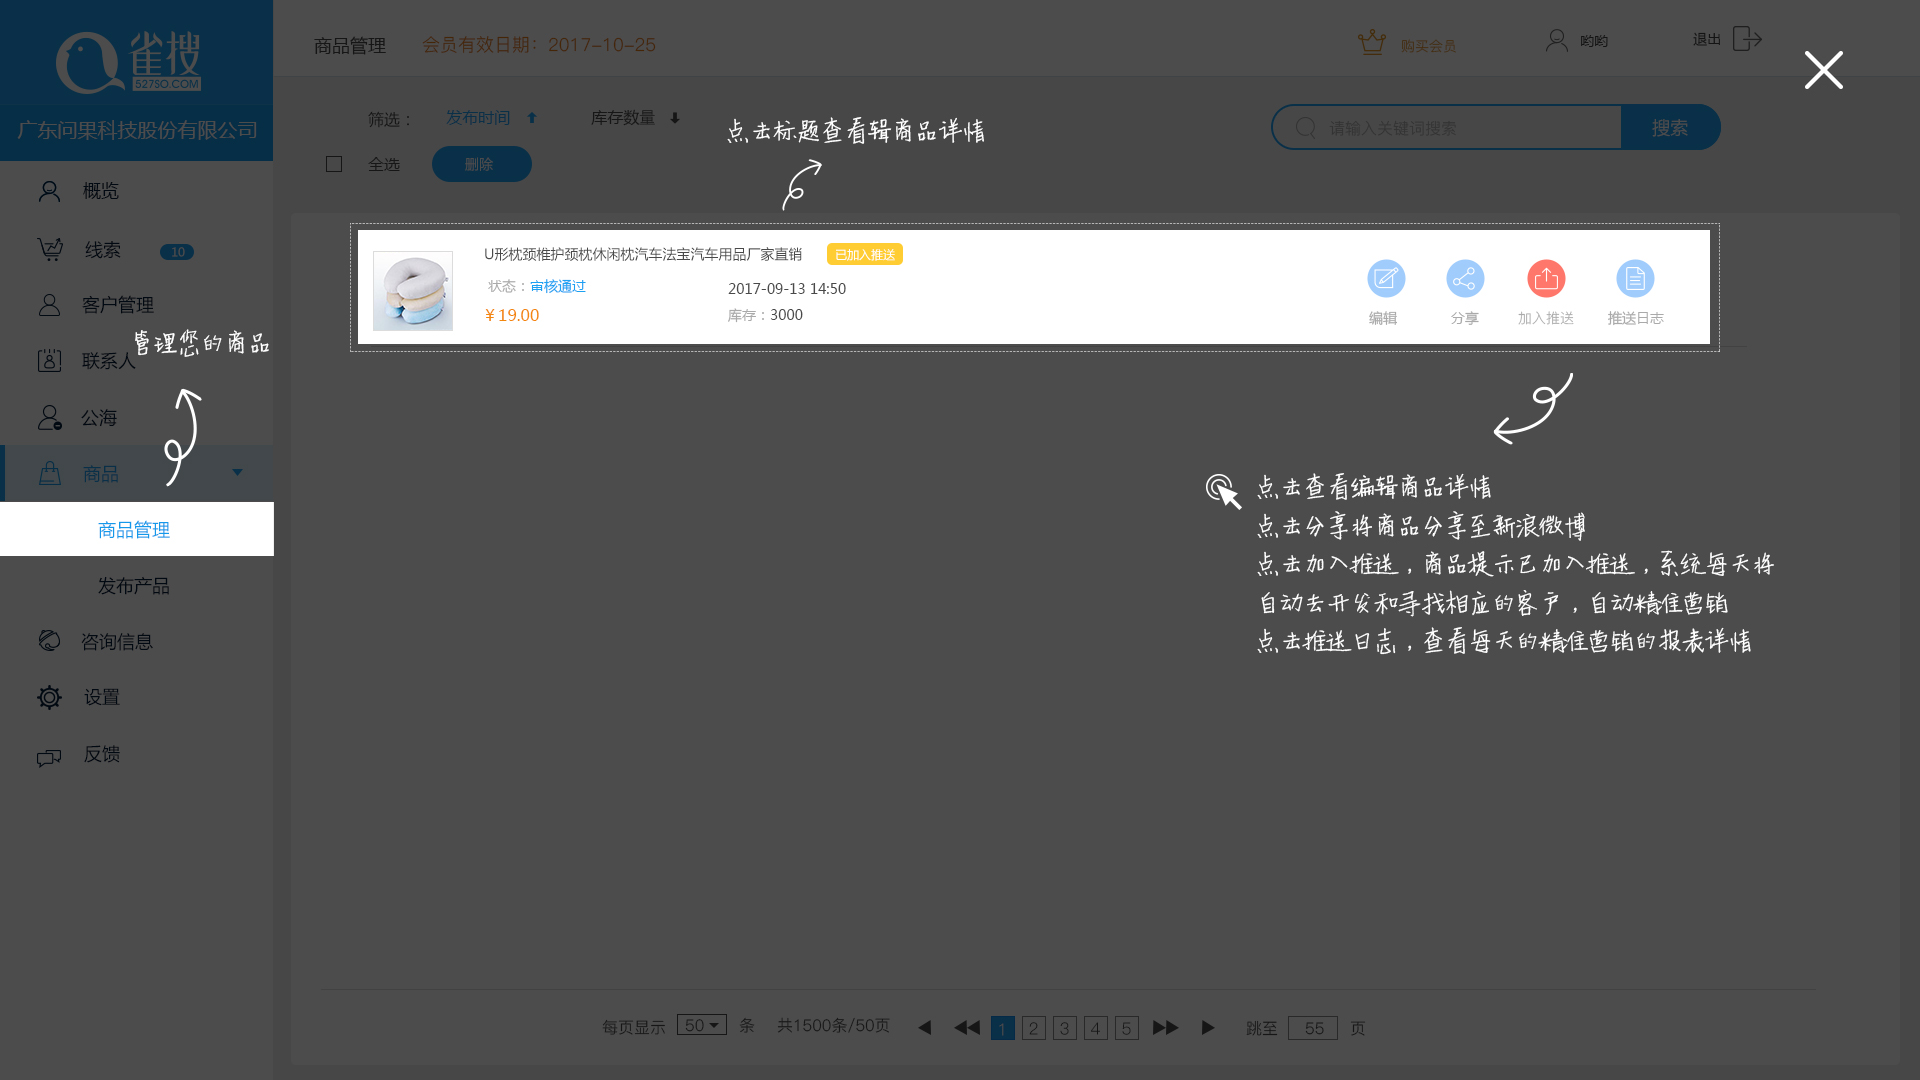 雀搜
527SO.COM
广东问果科技股份有限公司
商品管理
会员有效日期：2017-10-25
购买会员
哟哟
退出
筛选：
发布时间
库存数量
点击标题查看辑商品详情
请输入关键词搜索
搜索
全选
删除
概览
线索
10
客户管理
管理您的商品
联系人
公海
商品
商品管理
发布产品
咨询信息
设置
反馈
U形枕颈椎护颈枕休闲枕汽车法宝汽车用品厂家直销
已加入推送
状态：审核通过
2017-09-13 14:50
￥19.00
库存：3000
编辑
分享
加入推送
推送日志
点击查看编辑商品详情
点击分享将商品分享至新浪微博
点击加入推送，商品提示已加入推送，系统每天将
自动去开发和寻找相应的客户，自动精准营销
点击推送日志，查看每天的精准营销的报表详情
每页显示 50 条 共1500条/50页 1 2 3 4 5 跳至 55 页